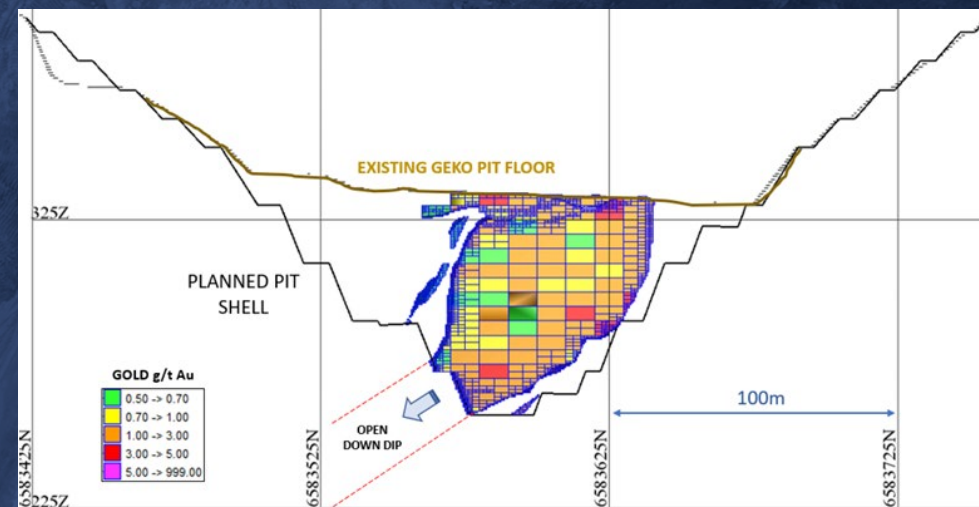 EXISTING GEKO PIT FLOOR
325Z
PLANNED PIT
SHELL
GOLD g/t Au
0.50 -> 0.70
0.70 -> 1.00
1.00 -> 3.00
3.00 -> 5.00
5.00 -> 999.00
OPEN
DOWN DIP
100m
6583425N
6583525N
6583625N
6583725N
225Z